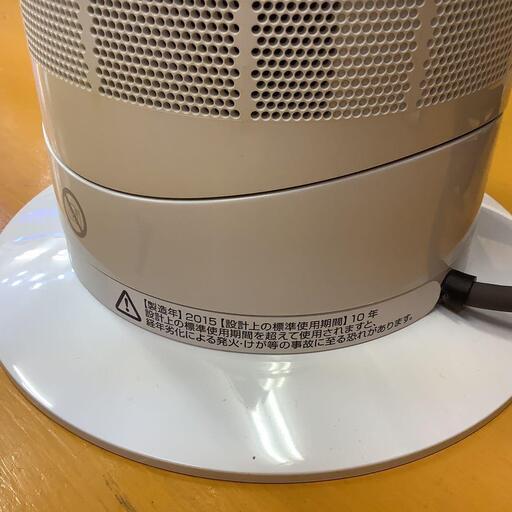 【製造年】2015【設計上の標準使用期間】10年
設計上の標準使用期間を超えて使用されますと、
経年劣化による発火・けが等の事故に至る恐れがあります。